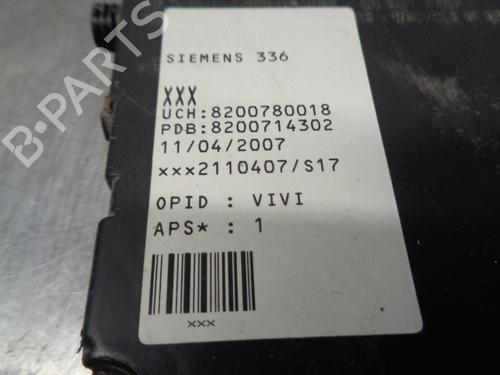 SIEMENS 336
XXX
UCH:8200780018
PDB:8200714302
11/04/2007
xxx2110407/S17
OPID : VIVI
APS* : 1
xxx
B-PARTS